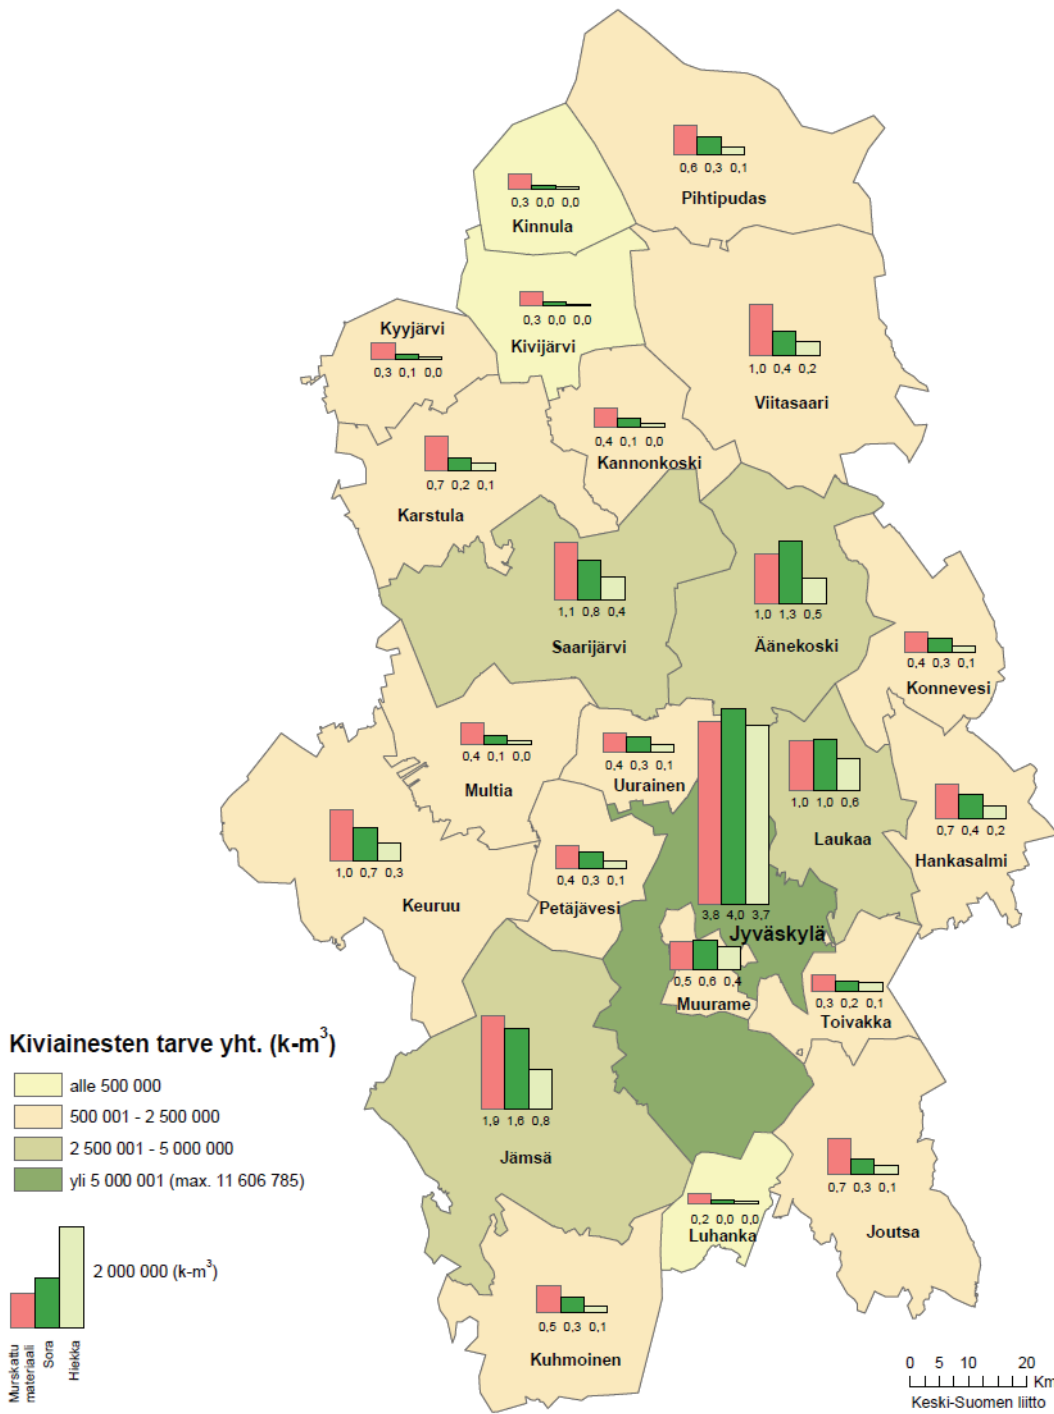 0,6 0,3 0,1
Pihtipudas
0,3 0,0 0,0
Kinnula
0,3 0,0 0,0
Kivijärvi
Kyyjärvi
0,3 0,1 0,0
1,0 0,4 0,2
Viitasaari
0,4 0,1 0,0
Kannonkoski
0,7 0,2 0,1
Karstula
1,1 0,8 0,4
Saarijärvi
1,0 1,3 0,5
Äänekoski
0,4 0,3 0,1
Konnevesi
0,4 0,1 0,0
Multia
0,4 0,3 0,1
Uurainen
1,0 1,0 0,6
Laukaa
0,7 0,4 0,2
Hankasalmi
1,0 0,7 0,3
Keuruu
0,4 0,3 0,1
Petäjävesi
3,8 4,0 3,7
Jyväskylä
0,5 0,6 0,4
Muurame
0,3 0,2 0,1
Toivakka
1,9 1,6 0,8
Jämsä
0,7 0,3 0,1
Joutsa
0,2 0,0 0,0
Luhanka
0,5 0,3 0,1
Kuhmoinen
Kiviainesten tarve yht. (k-m³)
alle 500 000
500 001 - 2 500 000
2 500 001 - 5 000 000
yli 5 000 001 (max. 11 606 785)
2 000 000 (k-m³)
Murskattu
materiaali
Sora
Hiekka
0 5 10 20
Km
Keski-Suomen liitto